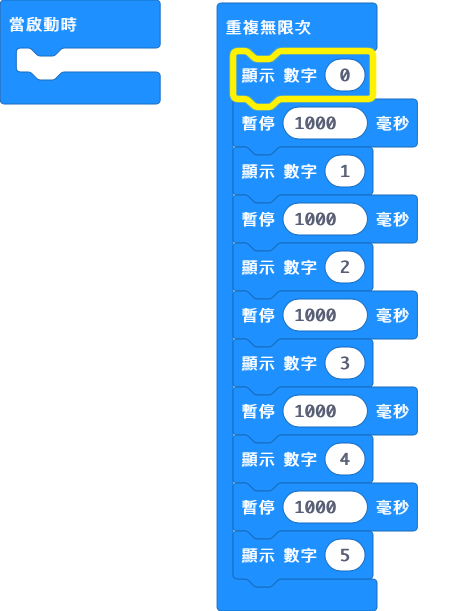 當啟動時
重複無限次
顯示 數字 0
暫停 1000 毫秒
顯示 數字 1
暫停 1000 毫秒
顯示 數字 2
暫停 1000 毫秒
顯示 數字 3
暫停 1000 毫秒
顯示 數字 4
暫停 1000 毫秒
顯示 數字 5